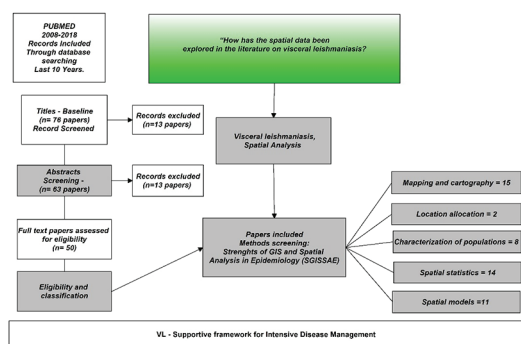 PUBMED
2008-2018
Records Included
Through database
searching
Last 10 Years.
"How has the spatial data been
explored in the literature on visceral leishmaniasis?
Titles - Baseline
(n= 76 papers)
Record Screened
Records excluded
(n=13 papers)
Visceral leishmaniasis,
Spatial Analysis
Abstracts
Screening -
(n= 63 papers)
Records excluded
(n=13 papers)
Full text papers assessed
for eligibility
(n= 50)
Eligibility and
classification
Papers included
Methods screening:
Strenghts of GIS and Spatial
Analysis in Epidemiology (SGISSAE)
Mapping and cartography = 15
Location allocation = 2
Characterization of populations = 8
Spatial statistics = 14
Spatial models =11
VL - Supportive framework for Intensive Disease Management